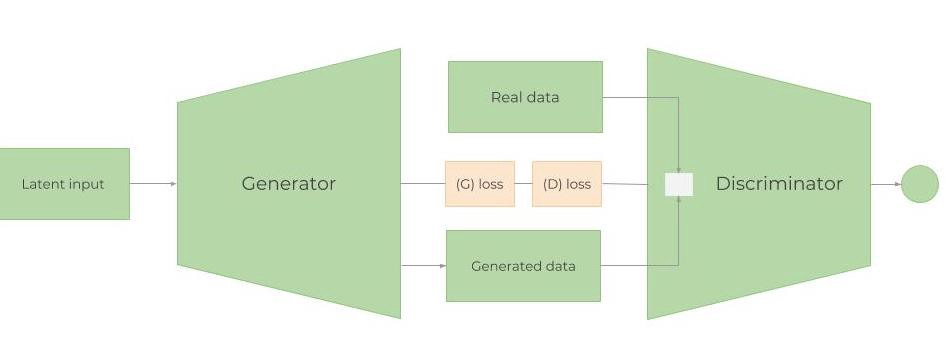 Latent input
Generator
Real data
(G) loss
(D) loss
Generated data
Discriminator